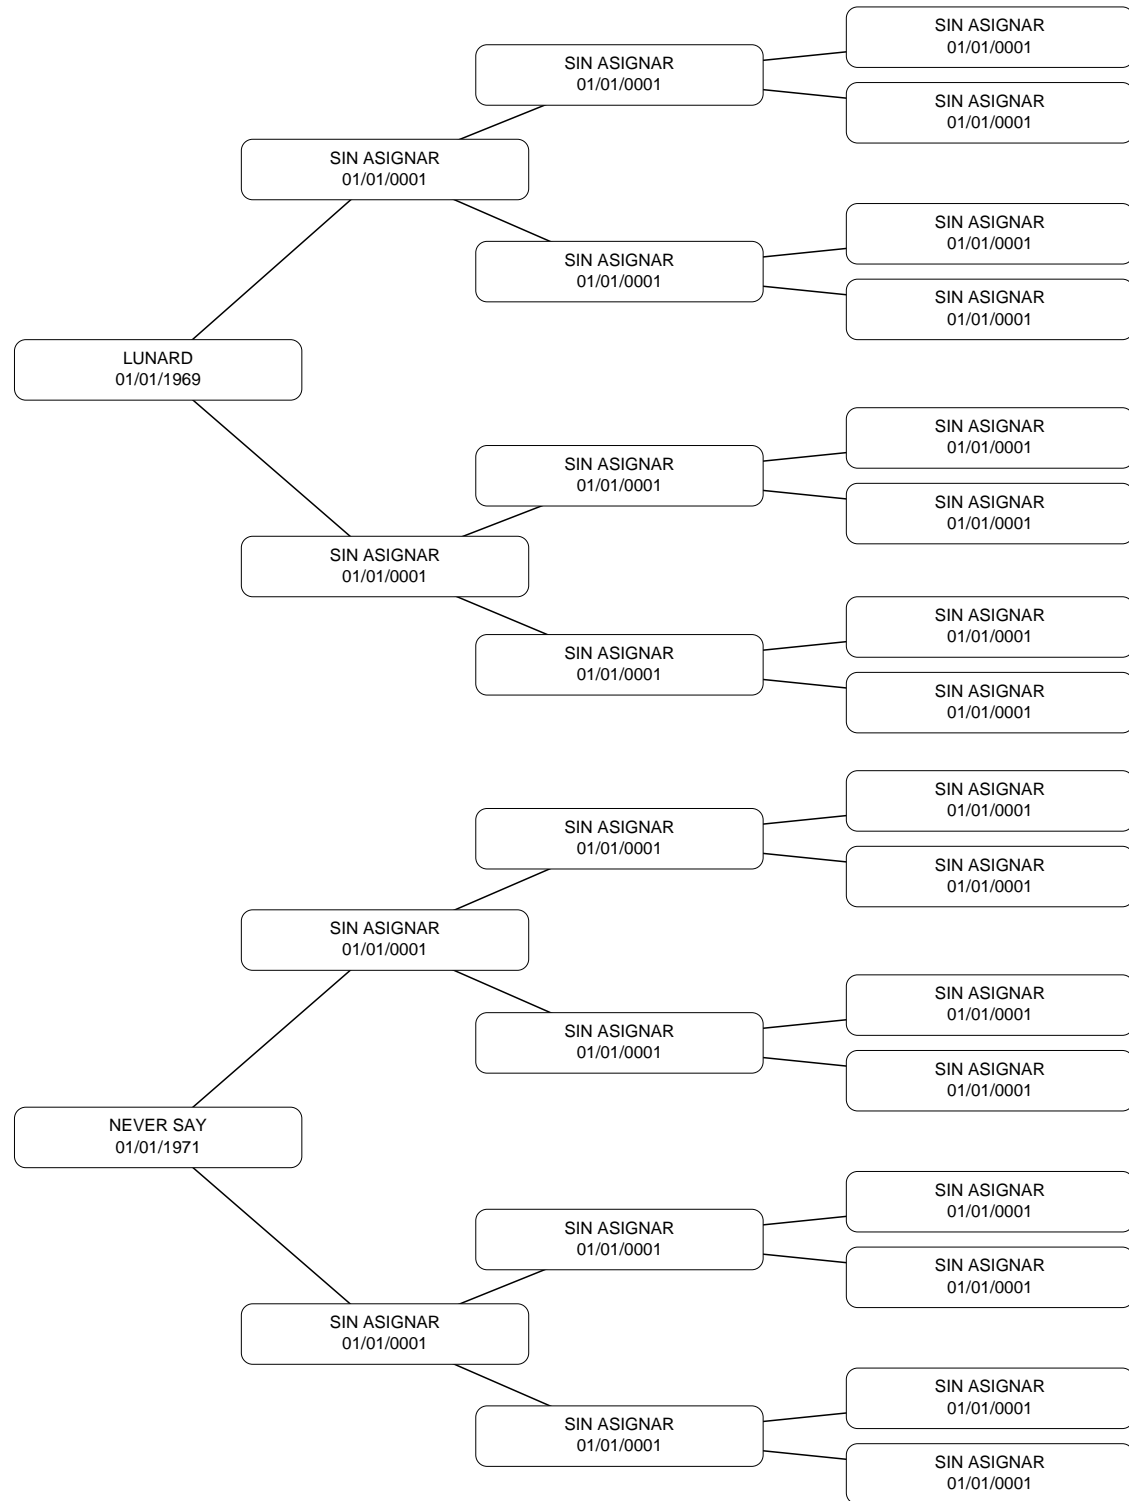 SIN ASIGNAR
01/01/0001
SIN ASIGNAR
01/01/0001
SIN ASIGNAR
01/01/0001
SIN ASIGNAR
01/01/0001
SIN ASIGNAR
01/01/0001
SIN ASIGNAR
01/01/0001
SIN ASIGNAR
01/01/0001
LUNARD
01/01/1969
SIN ASIGNAR
01/01/0001
SIN ASIGNAR
01/01/0001
SIN ASIGNAR
01/01/0001
SIN ASIGNAR
01/01/0001
SIN ASIGNAR
01/01/0001
SIN ASIGNAR
01/01/0001
SIN ASIGNAR
01/01/0001
SIN ASIGNAR
01/01/0001
SIN ASIGNAR
01/01/0001
SIN ASIGNAR
01/01/0001
SIN ASIGNAR
01/01/0001
SIN ASIGNAR
01/01/0001
SIN ASIGNAR
01/01/0001
SIN ASIGNAR
01/01/0001
NEVER SAY
01/01/1971
SIN ASIGNAR
01/01/0001
SIN ASIGNAR
01/01/0001
SIN ASIGNAR
01/01/0001
SIN ASIGNAR
01/01/0001
SIN ASIGNAR
01/01/0001
SIN ASIGNAR
01/01/0001
SIN ASIGNAR
01/01/0001